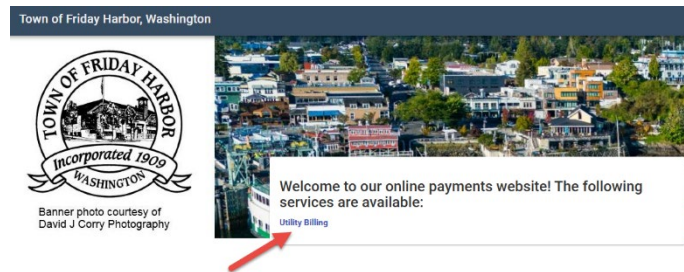 Town of Friday Harbor, Washington
TOWN OF FRIDAY HARBOR
Incorporated 1909
WASHINGTON
Banner photo courtesy of
David J Corry Photography
Welcome to our online payments website! The following
services are available:
Utility Billing